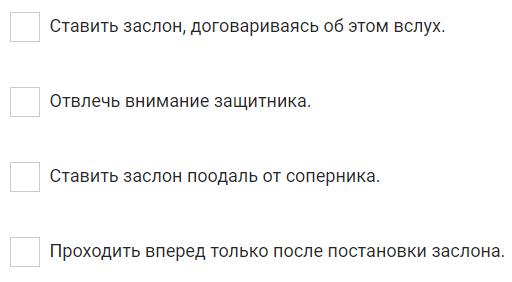 Ставить заслон, договариваясь об этом вслух.
Отвлечь внимание защитника.
Ставить заслон поодаль от соперника.
Проходить вперед только после постановки заслона.